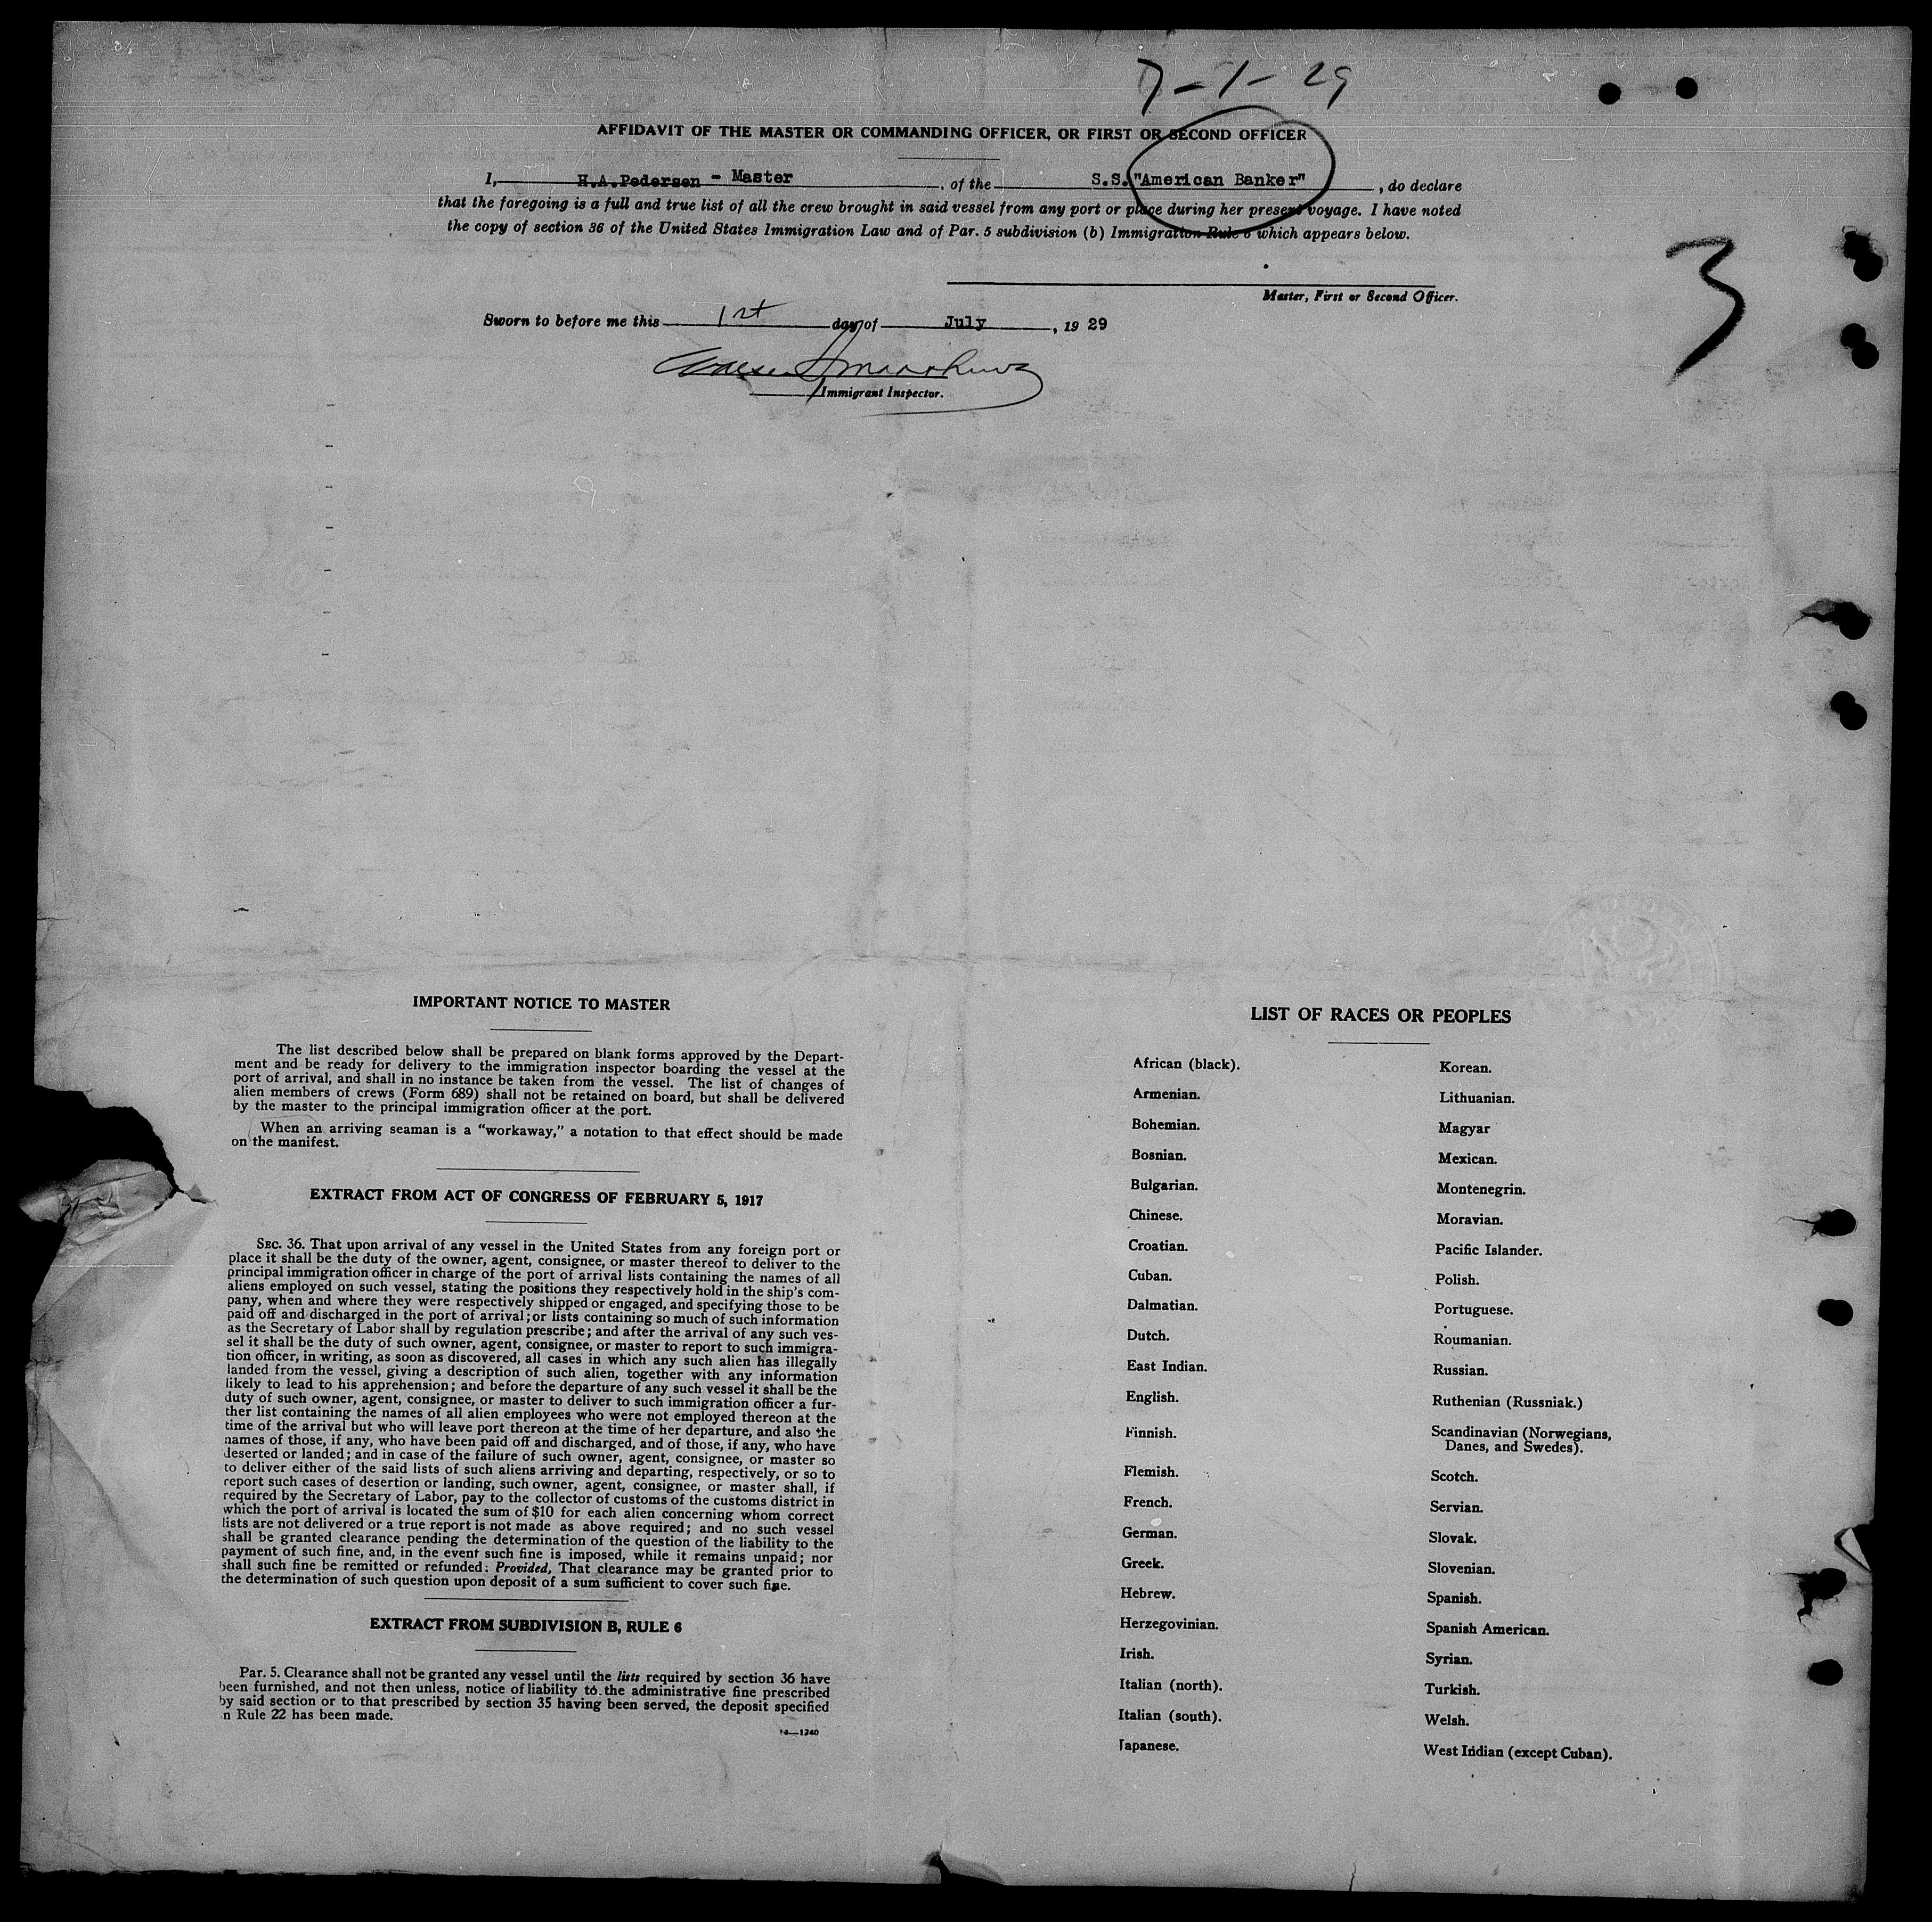 7-1-29
AFFIDAVIT OF THE MASTER OR COMMANDING OFFICER, OR FIRST OR SECOND OFFICER
I, H.A.Pedersen - Master, of the S.S."American Banker", do declare
that the foregoing is a full and true list of all the crew brought in said vessel from any port or place during her present voyage. I have noted
the copy of section 36 of the United States Immigration Law and of Par. 5 subdivision (b) Immigration Rule 6 which appears below.
3
Master, First or Second Officer.
Sworn to before me this 1st day of July, 19 29
Immigrant Inspector.
IMPORTANT NOTICE TO MASTER
The list described below shall be prepared on blank forms approved by the Depart-
ment and be ready for delivery to the immigration inspector boarding the vessel at the
port of arrival, and shall in no instance be taken from the vessel. The list of changes of
alien members of crews (Form 689) shall not be retained on board, but shall be delivered
by the master to the principal immigration officer at the port.
When an arriving seaman is a "workaway," a notation to that effect should be made
on the manifest.
EXTRACT FROM ACT OF CONGRESS OF FEBRUARY 5, 1917
SEC. 36. That upon arrival of any vessel in the United States from any foreign port or
place it shall be the duty of the owner, agent, consignee, or master thereof to deliver to the
principal immigration officer in charge of the port of arrival lists containing the names of all
aliens employed on such vessel, stating the positions they respectively hold in the ship's com-
pany, when and where they were respectively shipped or engaged, and specifying those to be
paid off and discharged in the port of arrival; or lists containing so much of such information
as the Secretary of Labor shall by regulation prescribe; and after the arrival of any such ves-
sel it shall be the duty of such owner, agent, consignee, or master to report to such immigra-
tion officer, in writing, as soon as discovered, all cases in which any such alien has illegally
landed from the vessel, giving a description of such alien, together with any information
likely to lead to his apprehension; and before the departure of any such vessel it shall be the
duty of such owner, agent, consignee, or master to deliver to such immigration officer a fur-
ther list containing the names of all alien employees who were not employed thereon at the
time of the arrival but who will leave port thereon at the time of her departure, and also the
names of those, if any, who have been paid off and discharged, and of those, if any, who have
deserted or landed; and in case of the failure of such owner, agent, consignee, or master so
to deliver either of the said lists of such aliens arriving and departing, respectively, or so to
report such cases of desertion or landing, such owner, agent, consignee, or master shall, if
required by the Secretary of Labor, pay to the collector of customs of the customs district in
which the port of arrival is located the sum of $10 for each alien concerning whom correct
lists are not delivered or a true report is not made as above required; and no such vessel
shall be granted clearance pending the determination of the question of the liability to the
payment of such fine, and, in the event such fine is imposed, while it remains unpaid; nor
shall such fine be remitted or refunded: Provided, That clearance may be granted prior to
the determination of such question upon deposit of a sum sufficient to cover such fine.
EXTRACT FROM SUBDIVISION B, RULE 6
Par. 5. Clearance shall not be granted any vessel until the lists required by section 36 have
been furnished, and not then unless, notice of liability to the administrative fine prescribed
by said section or to that prescribed by section 35 having been served, the deposit specified
n Rule 22 has been made.
14—1240
LIST OF RACES OR PEOPLES
African (black).
Armenian.
Bohemian.
Bosnian.
Bulgarian.
Chinese.
Croatian.
Cuban.
Dalmatian.
Dutch.
East Indian.
English.
Finnish.
Flemish.
French.
German.
Greek.
Hebrew.
Herzegovinian.
Irish.
Italian (north).
Italian (south).
Japanese.
Korean.
Lithuanian.
Magyar
Mexican.
Montenegrin.
Moravian.
Pacific Islander.
Polish.
Portuguese.
Roumanian.
Russian.
Ruthenian (Russniak.)
Scandinavian (Norwegians,
Danes, and Swedes).
Scotch.
Servian.
Slovak.
Slovenian.
Spanish.
Spanish American.
Syrian.
Turkish.
Welsh.
West Indian (except Cuban).